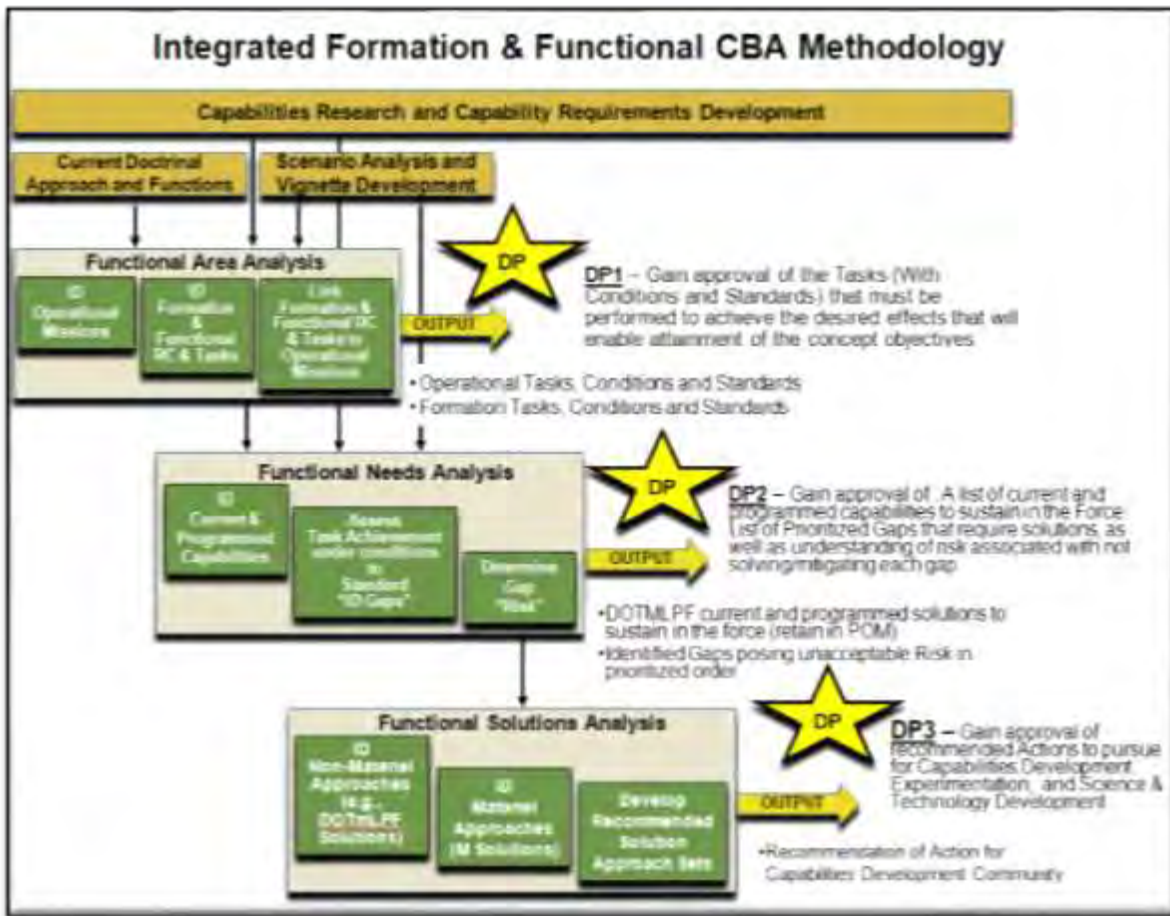 Integrated Formation & Functional CBA Methodology
Capabilities Research and Capability Requirements Development
Current Doctrinal
Approach and Functions
Scenario Analysis and
Vignette Development
Functional Area Analysis
ID
Operational
Missions
ID
Formation
&
Functional
RC & Tasks
Link
Formation &
Functional RC
& Tasks to
Operational
Missions
OUTPUT
DP
DP1 – Gain approval of the Tasks (With
Conditions and Standards) that must be
performed to achieve the desired effects that will
enable attainment of the concept objectives
•Operational Tasks, Conditions and Standards
•Formation Tasks, Conditions and Standards
Functional Needs Analysis
ID
Current &
Programmed
Capabilities
Assess
Task Achievement
under conditions
to
Standard
"ID Gaps"
Determine
Gap
"Risk"
OUTPUT
DP
DP2 – Gain approval of A list of current and
programmed capabilities to sustain in the Force
List of Prioritized Gaps that require solutions, as
well as understanding of risk associated with not
solving/mitigating each gap
•DOTMLPF current and programmed solutions to
sustain in the force (retain in POM)
•Identified Gaps posing unacceptable Risk in
prioritized order
Functional Solutions Analysis
ID
Non-Materiel
Approaches
(e.g.,
DOTmLPF
Solutions)
ID
Materiel
Approaches
(M Solutions)
Develop
Recommended
Solution
Approach Sets
OUTPUT
DP
DP3 – Gain approval of
recommended Actions to pursue
for Capabilities Development
Experimentation, and Science &
Technology Development
•Recommendation of Action for
Capabilities Development Community